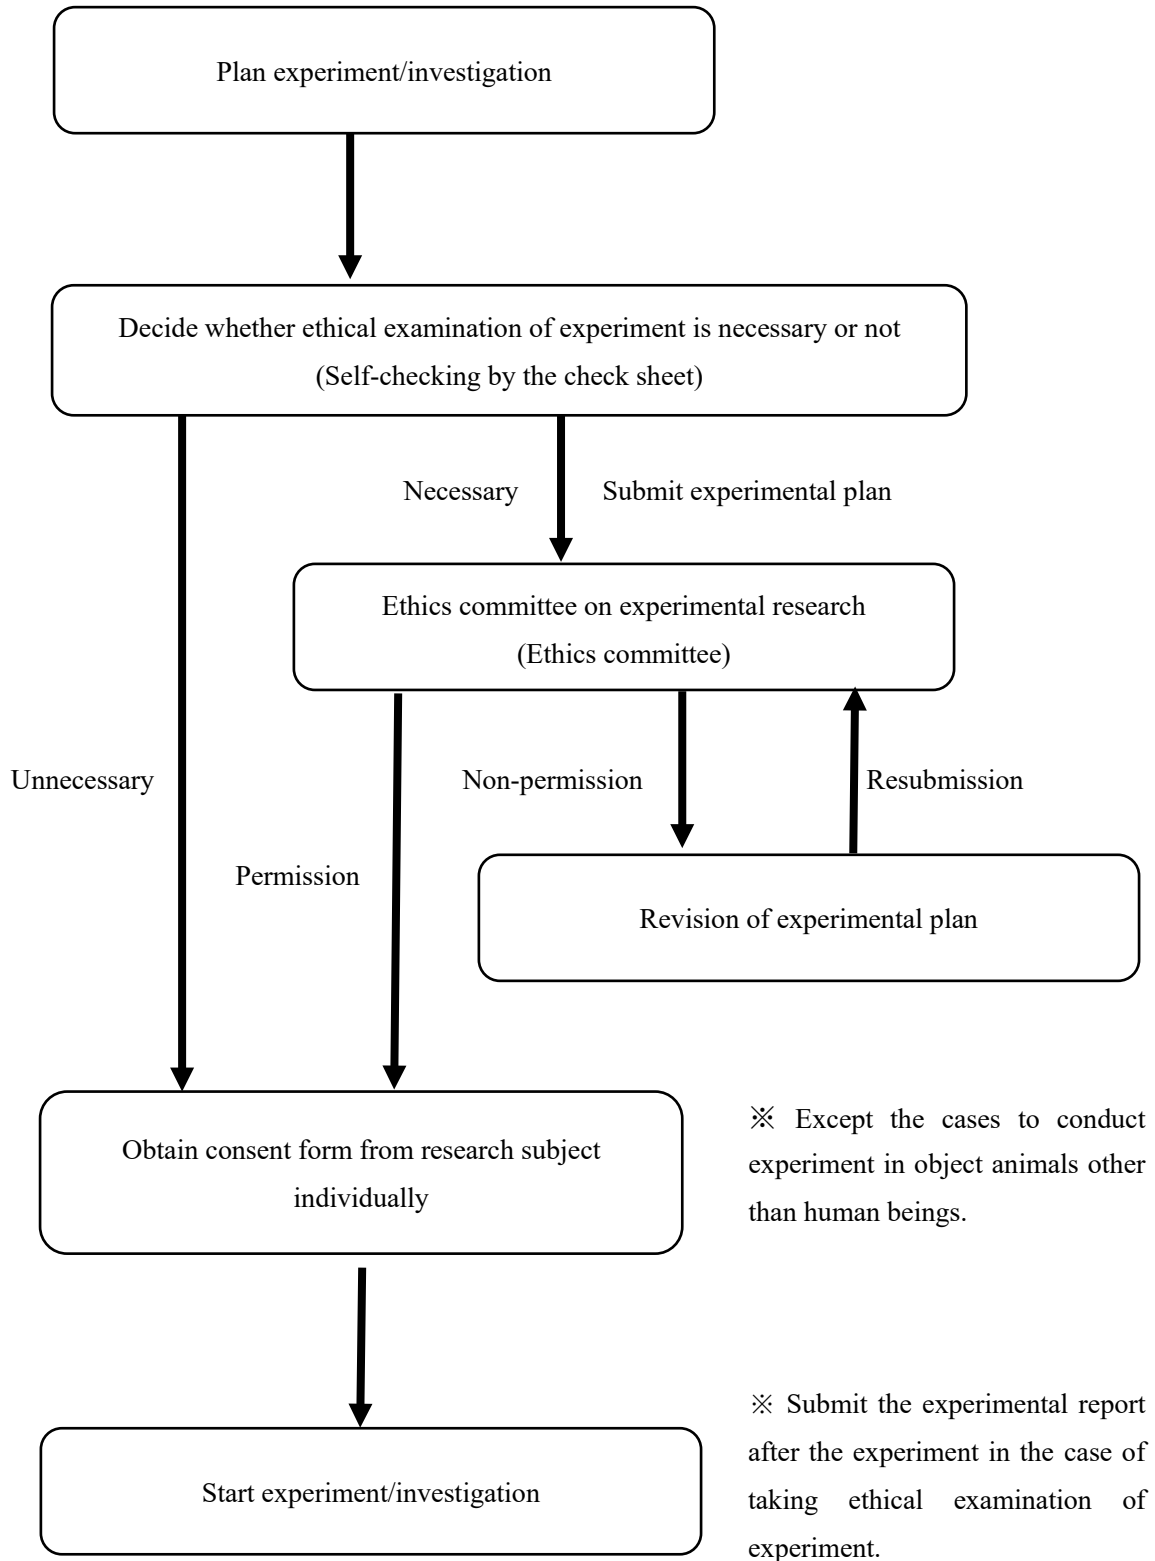 Plan experiment/investigation
Decide whether ethical examination of experiment is necessary or not
(Self-checking by the check sheet)
Necessary
Submit experimental plan
Ethics committee on experimental research
(Ethics committee)
Unnecessary
Non-permission
Resubmission
Permission
Revision of experimental plan
Obtain consent form from research subject
individually
※ Except the cases to conduct
experiment in object animals other
than human beings.
※ Submit the experimental report
after the experiment in the case of
taking ethical examination of
experiment.
Start experiment/investigation